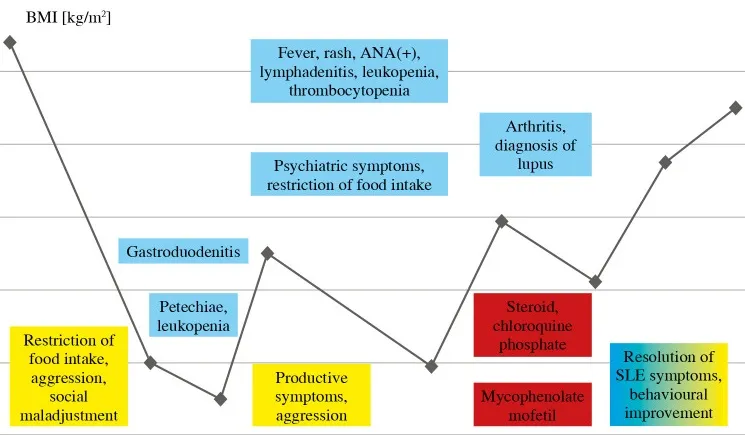 BMI [kg/m²]
Fever, rash, ANA(+),
lymphadenitis, leukopenia,
thrombocytopenia
Arthritis,
diagnosis of
lupus
Psychiatric symptoms,
restriction of food intake
Gastroduodenitis
Petechiae,
leukopenia
Restriction of
food intake,
aggression,
social
maladjustment
Productive
symptoms,
aggression
Steroid,
chloroquine
phosphate
Mycophenolate
mofetil
Resolution of
SLE symptoms,
behavioural
improvement